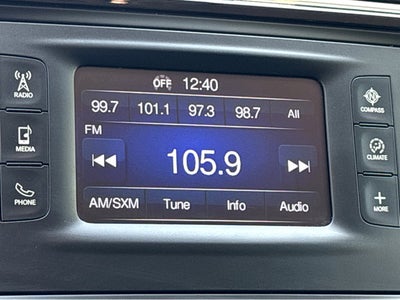 OFF 12:40
99.7 101.1 97.3 98.7 All
FM
105.9
AM/SXM Tune Info Audio
RADIO
MEDIA
PHONE
COMPASS
CLIMATE
MORE